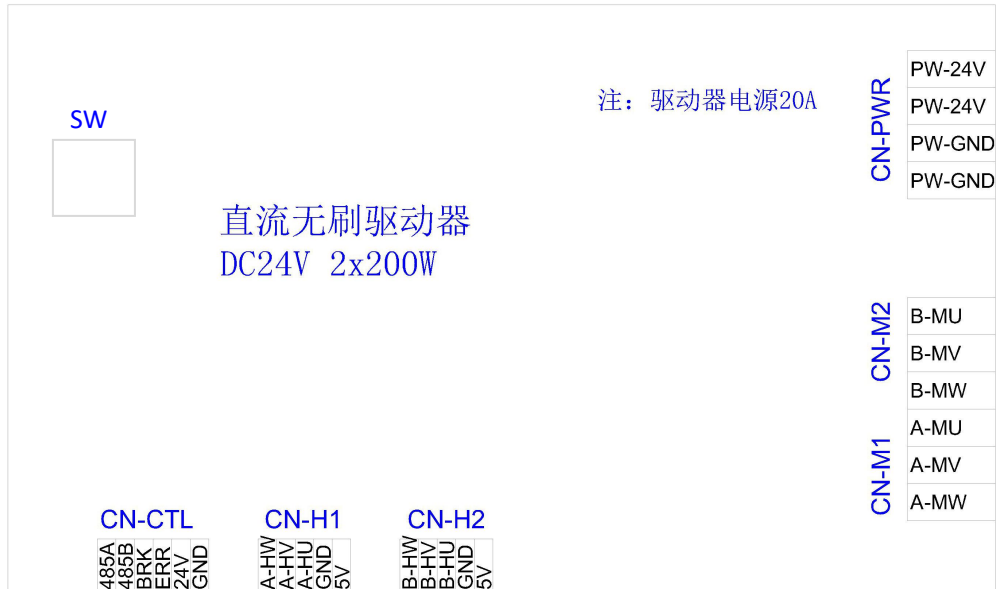 注：驱动器电源20A
CN-PWR
PW-24V
PW-24V
PW-GND
PW-GND
SW
直流无刷驱动器
DC24V 2x200W
CN-M2
B-MU
B-MV
B-MW
CN-M1
A-MU
A-MV
A-MW
CN-CTL
485A
485B
BRK
ERR
24V
GND
CN-H1
A-HW
A-HV
A-HU
GND
5V
CN-H2
B-HW
B-HV
B-HU
GND
5V